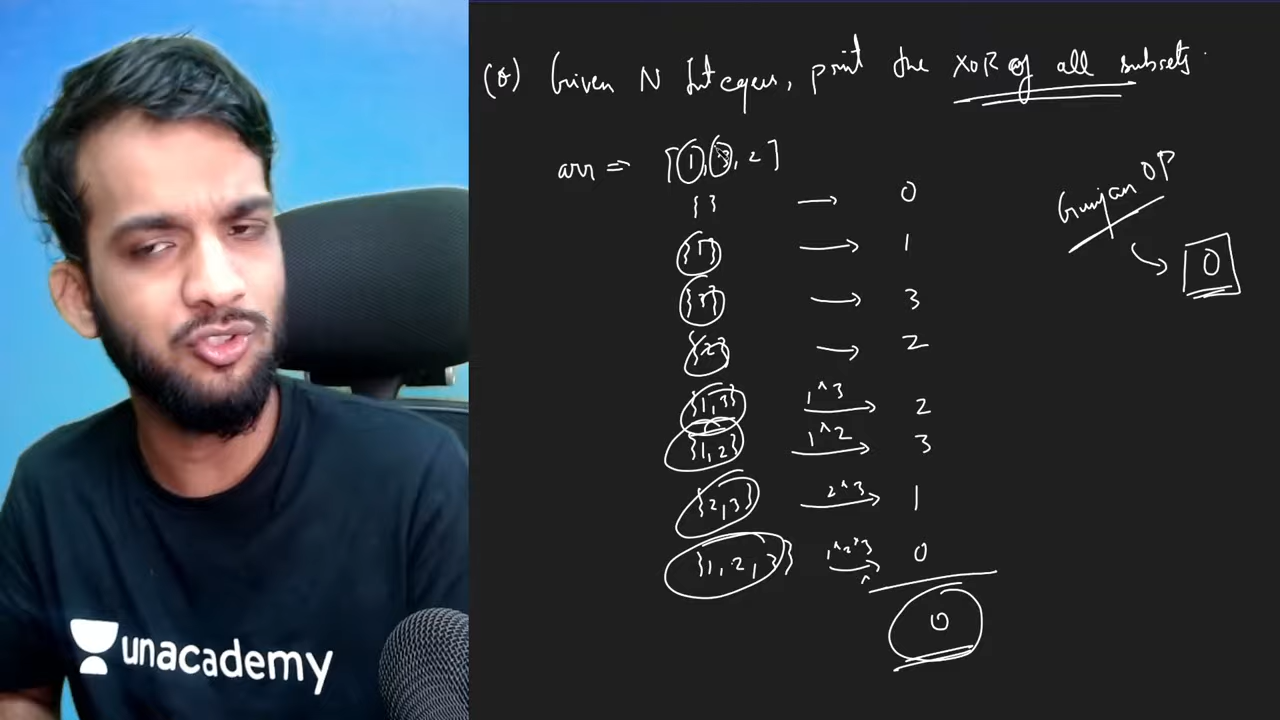 (Q) Given N Integers, print the XOR of all subsets.
arr => [1, 3, 2]
{} → 0
{1} → 1
{3} → 3
{2} → 2
{1,3} 1^3 → 2
{1,2} 1^2 → 3
{2,3} 2^3 → 1
{1,2,3} 1^2^3 → 0
^
0
Gunjan OP
0
unacademy